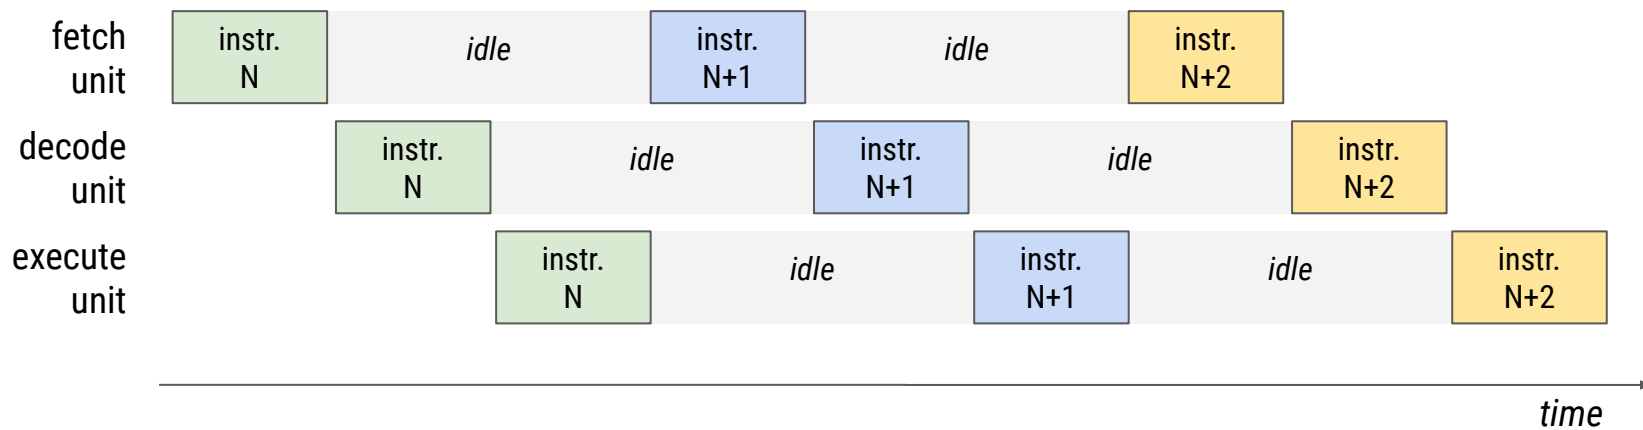 fetch
unit
instr.
N
idle
instr.
N+1
idle
instr.
N+2
decode
unit
instr.
N
idle
instr.
N+1
idle
instr.
N+2
execute
unit
instr.
N
idle
instr.
N+1
idle
instr.
N+2
time